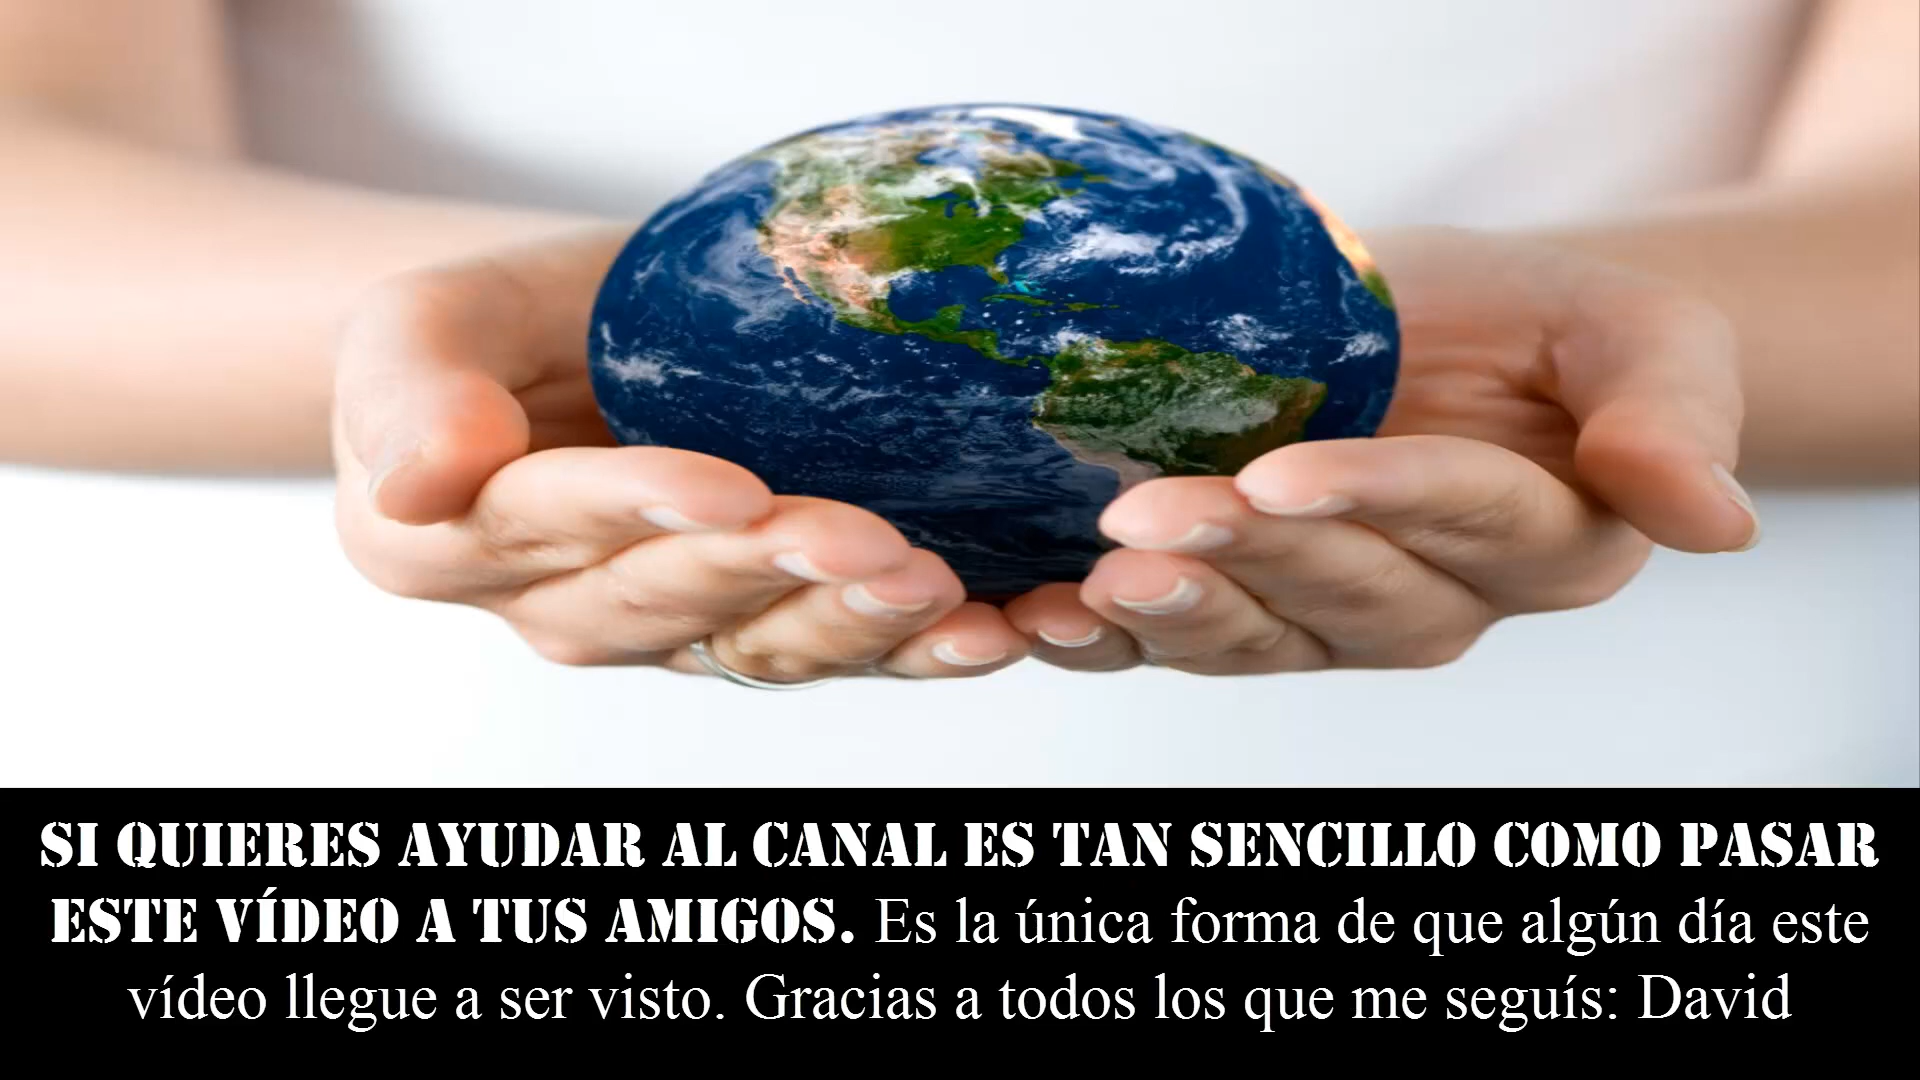 SI QUIERES AYUDAR AL CANAL ES TAN SENCILLO COMO PASAR
ESTE VÍDEO A TUS AMIGOS. Es la única forma de que algún día este
vídeo llegue a ser visto. Gracias a todos los que me seguís: David